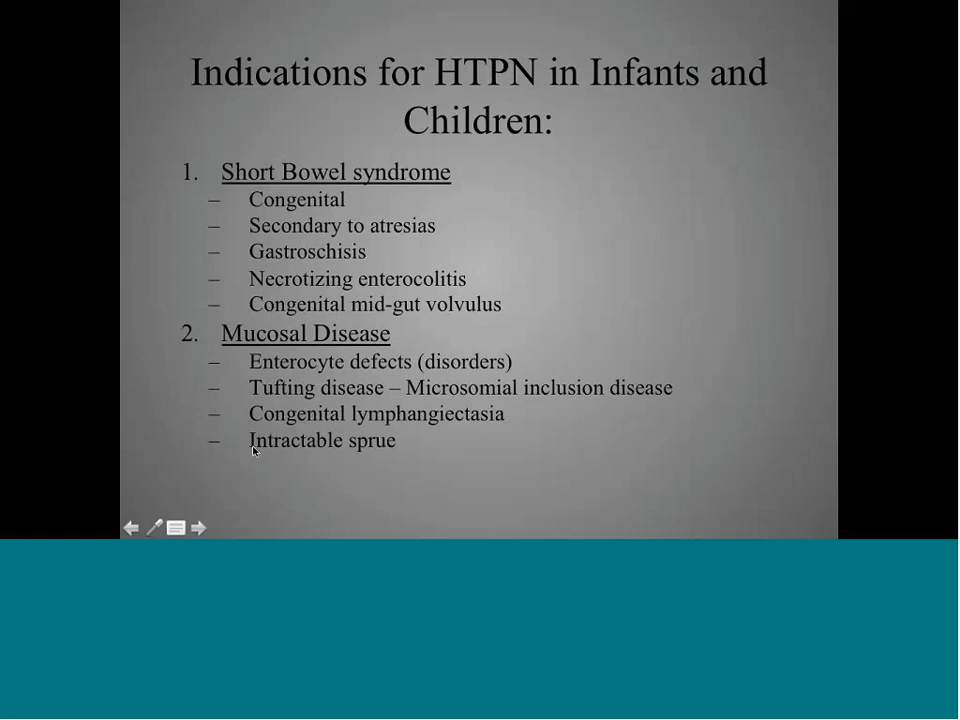 Indications for HTPN in Infants and
Children:
1. Short Bowel syndrome
– Congenital
– Secondary to atresias
– Gastroschisis
– Necrotizing enterocolitis
– Congenital mid-gut volvulus
2. Mucosal Disease
– Enterocyte defects (disorders)
– Tufting disease – Microsomial inclusion disease
– Congenital lymphangiectasia
– Intractable sprue